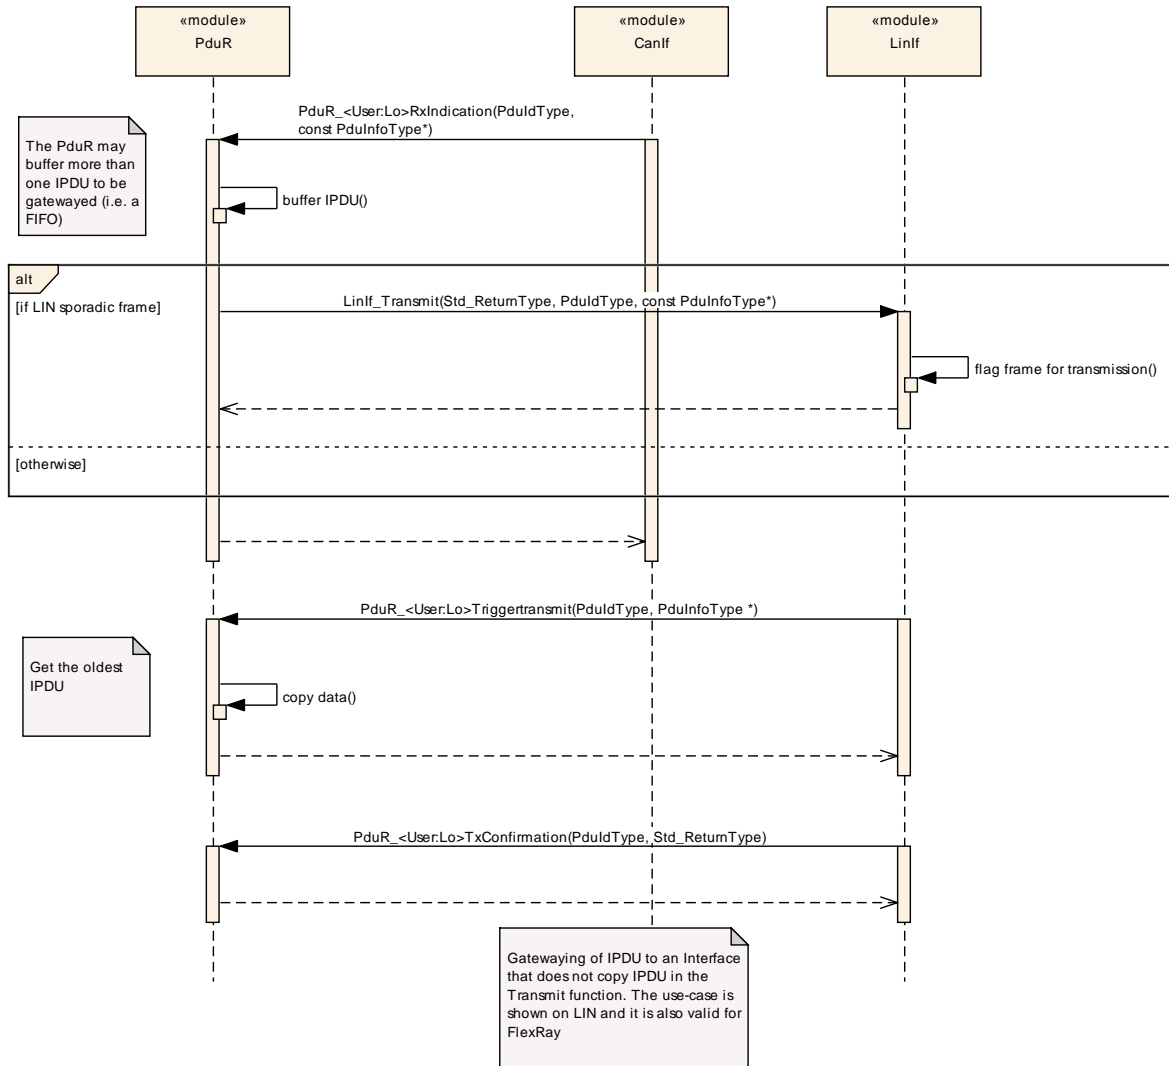 «module»
PduR
«module»
CanIf
«module»
LinIf
PduR_<User:Lo>RxIndication(PduIdType,
const PduInfoType*)
The PduR may
buffer more than
one IPDU to be
gatewayed (i.e. a
FIFO)
buffer IPDU()
alt
[if LIN sporadic frame]
LinIf_Transmit(Std_ReturnType, PduIdType, const PduInfoType*)
flag frame for transmission()
[otherwise]
PduR_<User:Lo>Triggertransmit(PduIdType, PduInfoType *)
Get the oldest
IPDU
copy data()
PduR_<User:Lo>TxConfirmation(PduIdType, Std_ReturnType)
Gatewaying of IPDU to an Interface
that does not copy IPDU in the
Transmit function. The use-case is
shown on LIN and it is also valid for
FlexRay